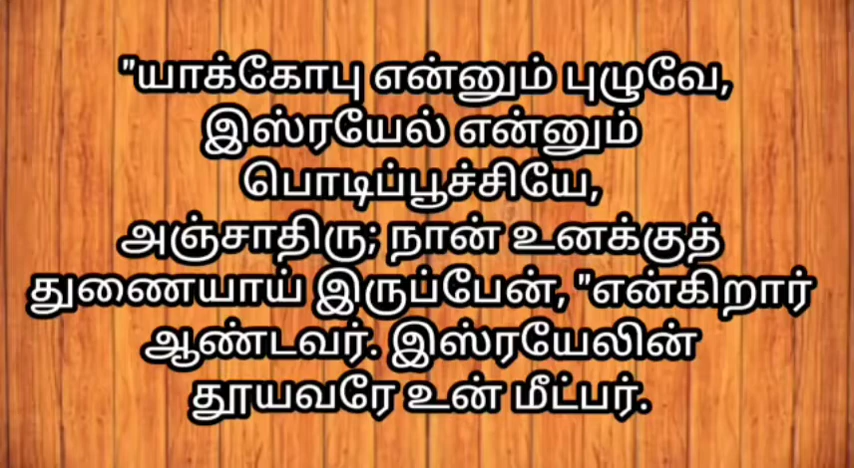 "யாக்கோபு என்னும் புழுவே,
இஸ்ரயேல் என்னும்
பொடிப்பூச்சியே,
அஞ்சாதிரு; நான் உனக்குத்
துணையாய் இருப்பேன், "என்கிறார்
ஆண்டவர். இஸ்ரயேலின்
தூயவரே உன் மீட்பர்.